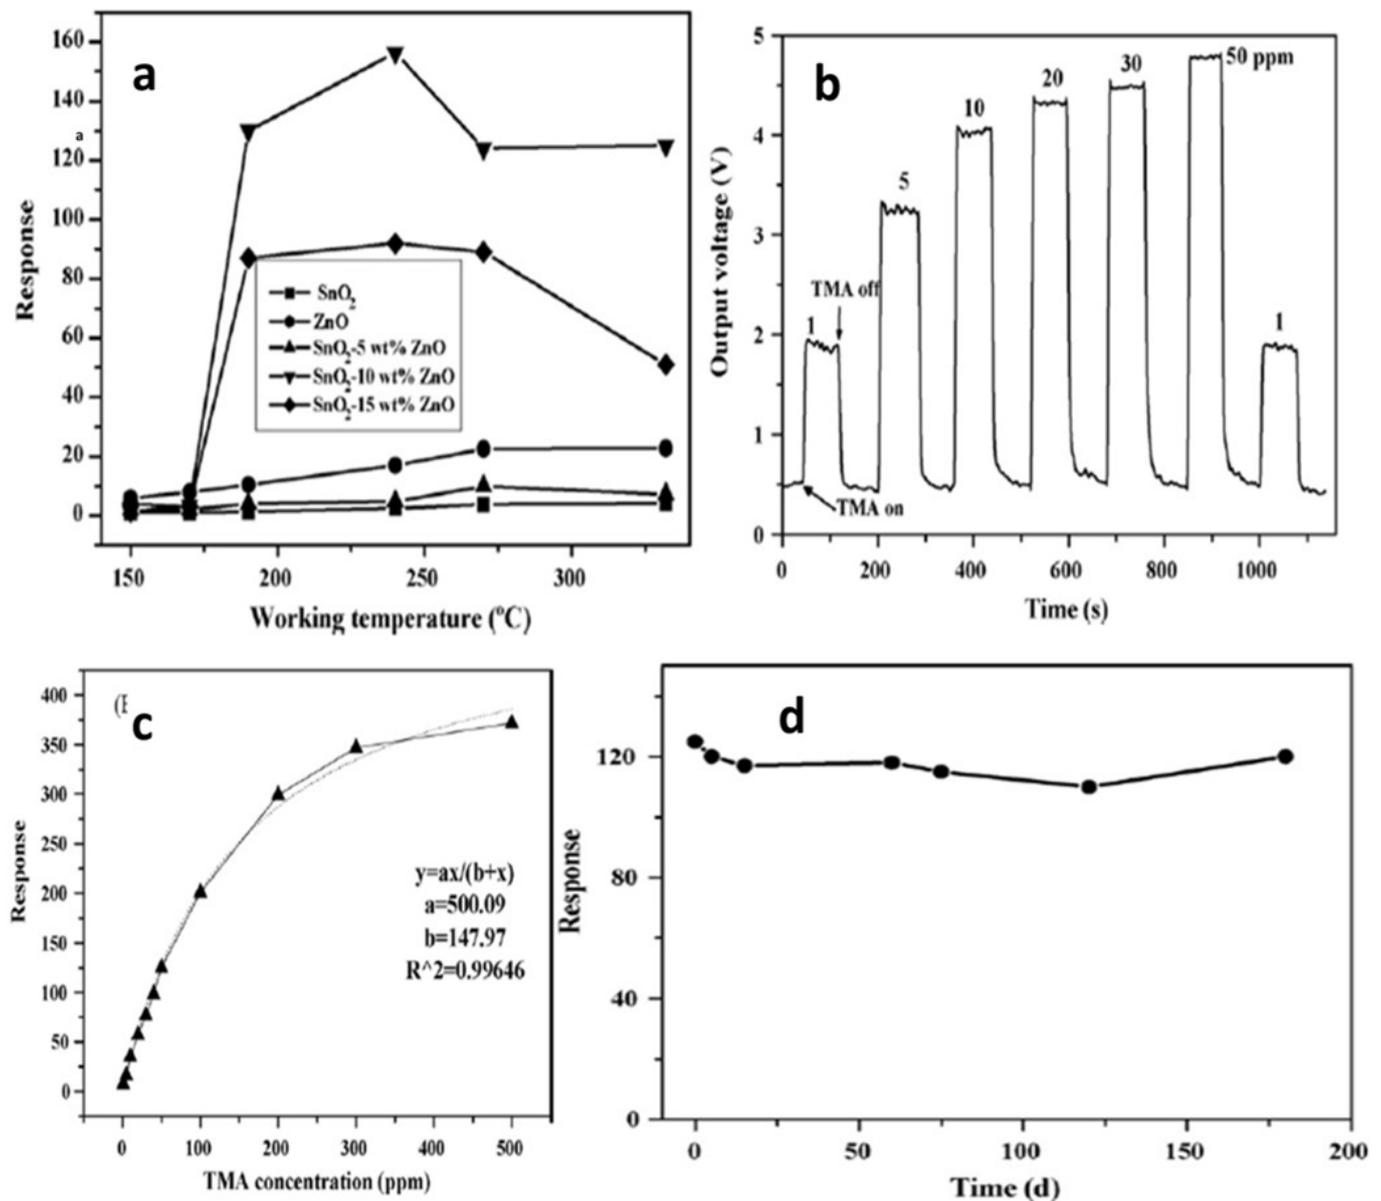 a
160
140
a
120
100
80
60
40
20
0
Response
SnO2
ZnO
SnO2-5 wt% ZnO
SnO2-10 wt% ZnO
SnO2-15 wt% ZnO
150 200 250 300
Working temperature (ºC)
b
5
4
3
2
1
0
Output voltage (V)
1
5
10
20
30
50 ppm
1
TMA off
TMA on
0 200 400 600 800 1000
Time (s)
c
400
350
300
250
200
150
100
50
0
Response
y=ax/(b+x)
a=500.09
b=147.97
R^2=0.99646
0 100 200 300 400 500
TMA concentration (ppm)
d
120
80
40
0
Response
0 50 100 150 200
Time (d)